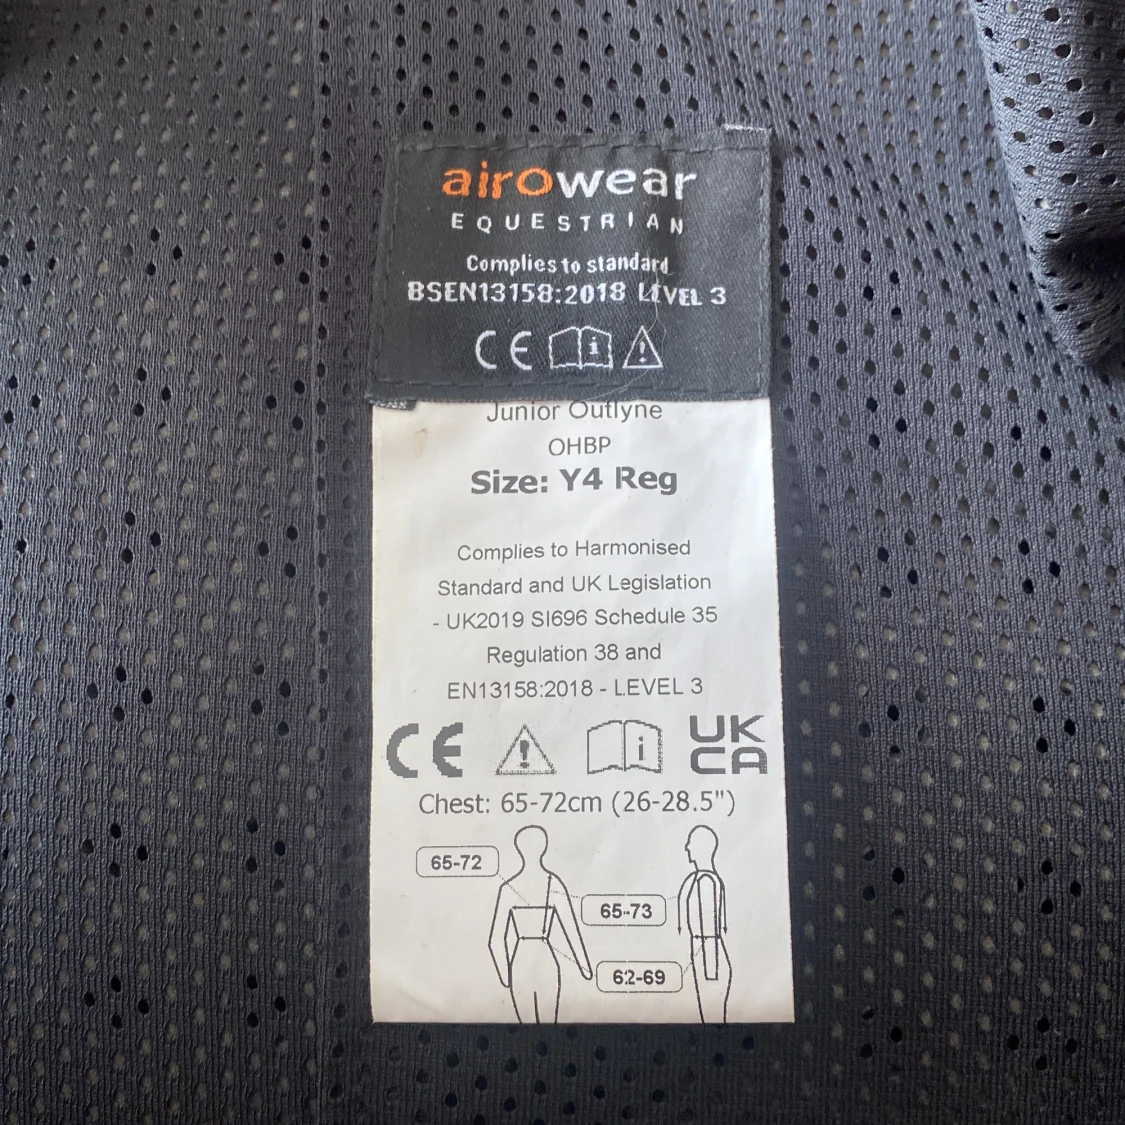 airowear
EQUESTRIAN
Complies to standard
BSEN13158:2018 LEVEL 3
CE
Junior Outlyne
OHBP
Size: Y4 Reg
Complies to Harmonised
Standard and UK Legislation
- UK2019 SI696 Schedule 35
Regulation 38 and
EN13158:2018 - LEVEL 3
CE
UK
CA
Chest: 65-72cm (26-28.5")
65-72
65-73
62-69